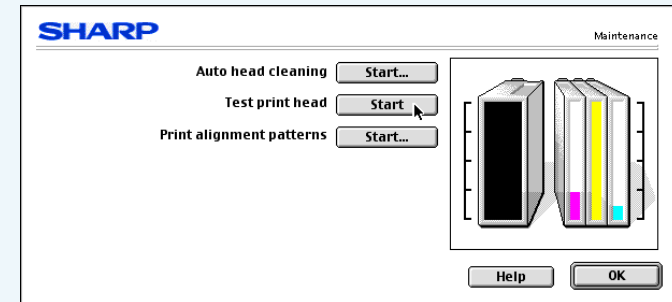 SHARP
Maintenance
Auto head cleaning Start...
Test print head Start
Print alignment patterns Start...
Help OK